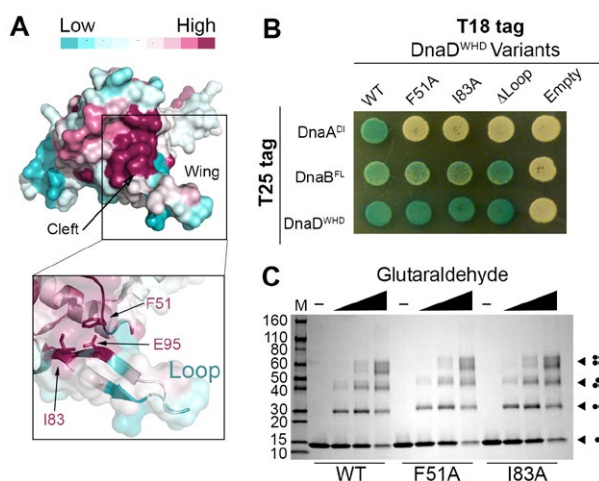 A
Low High
Wing
Cleft
F51
E95
Loop
I83
B
T18 tag
DnaD^WHD Variants
WT F51A I83A ΔLoop Empty
T25 tag
DnaA^DI
DnaB^FL
DnaD^WHD
C
Glutaraldehyde
M – – –
160
110
80
60
50
40
30
20
15
10
WT F51A I83A